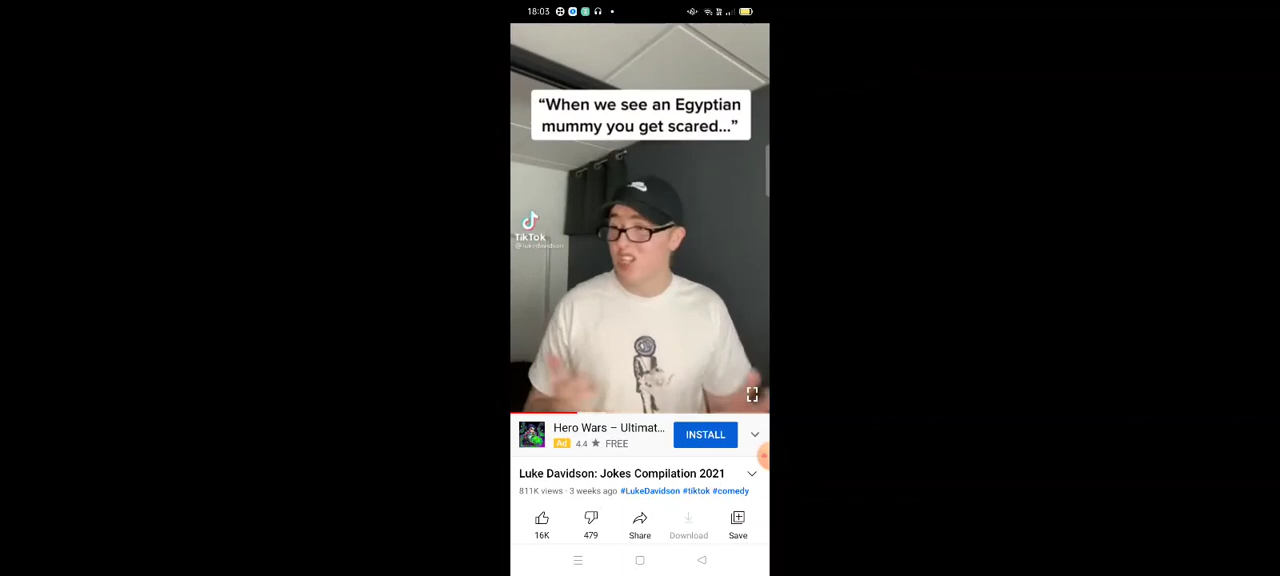 18:03
“When we see an Egyptian
mummy you get scared...”
TikTok
@lukedavidson
Hero Wars – Ultimat...
INSTALL
Ad 4.4 ★ FREE
Luke Davidson: Jokes Compilation 2021
811K views · 3 weeks ago #LukeDavidson #tiktok #comedy
16K 479 Share Download Save